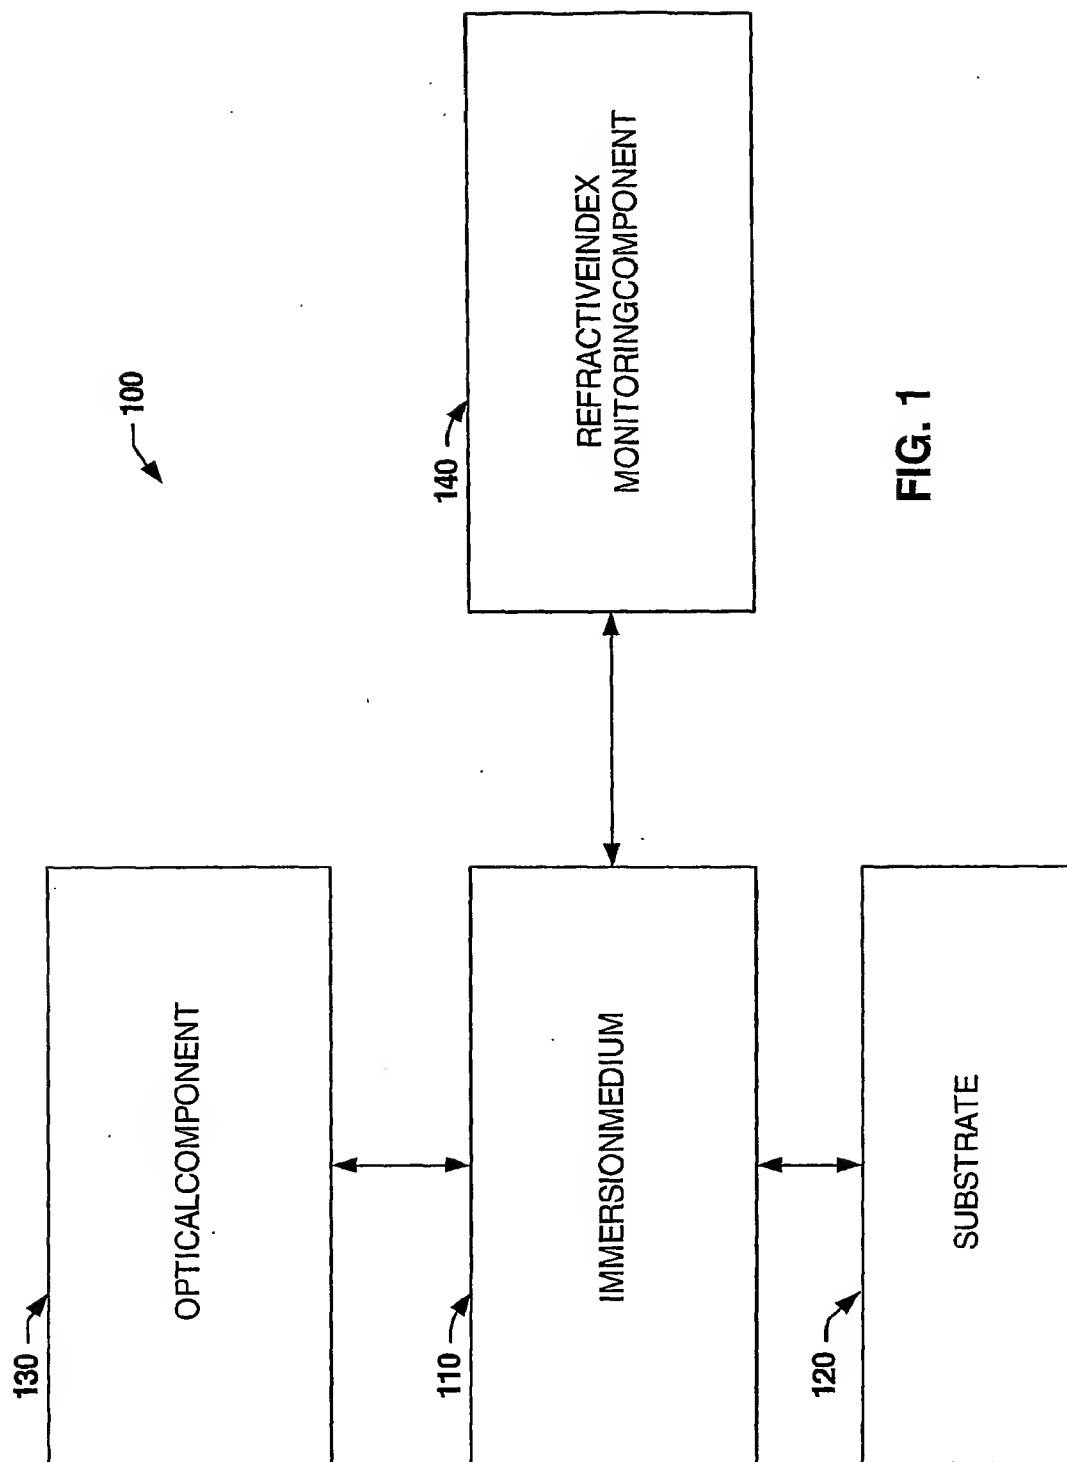 100
130
OPTICALCOMPONENT
110
IMMERSIONMEDIUM
140
REFRACTIVEINDEX
MONITORINGCOMPONENT
120
SUBSTRATE
FIG. 1